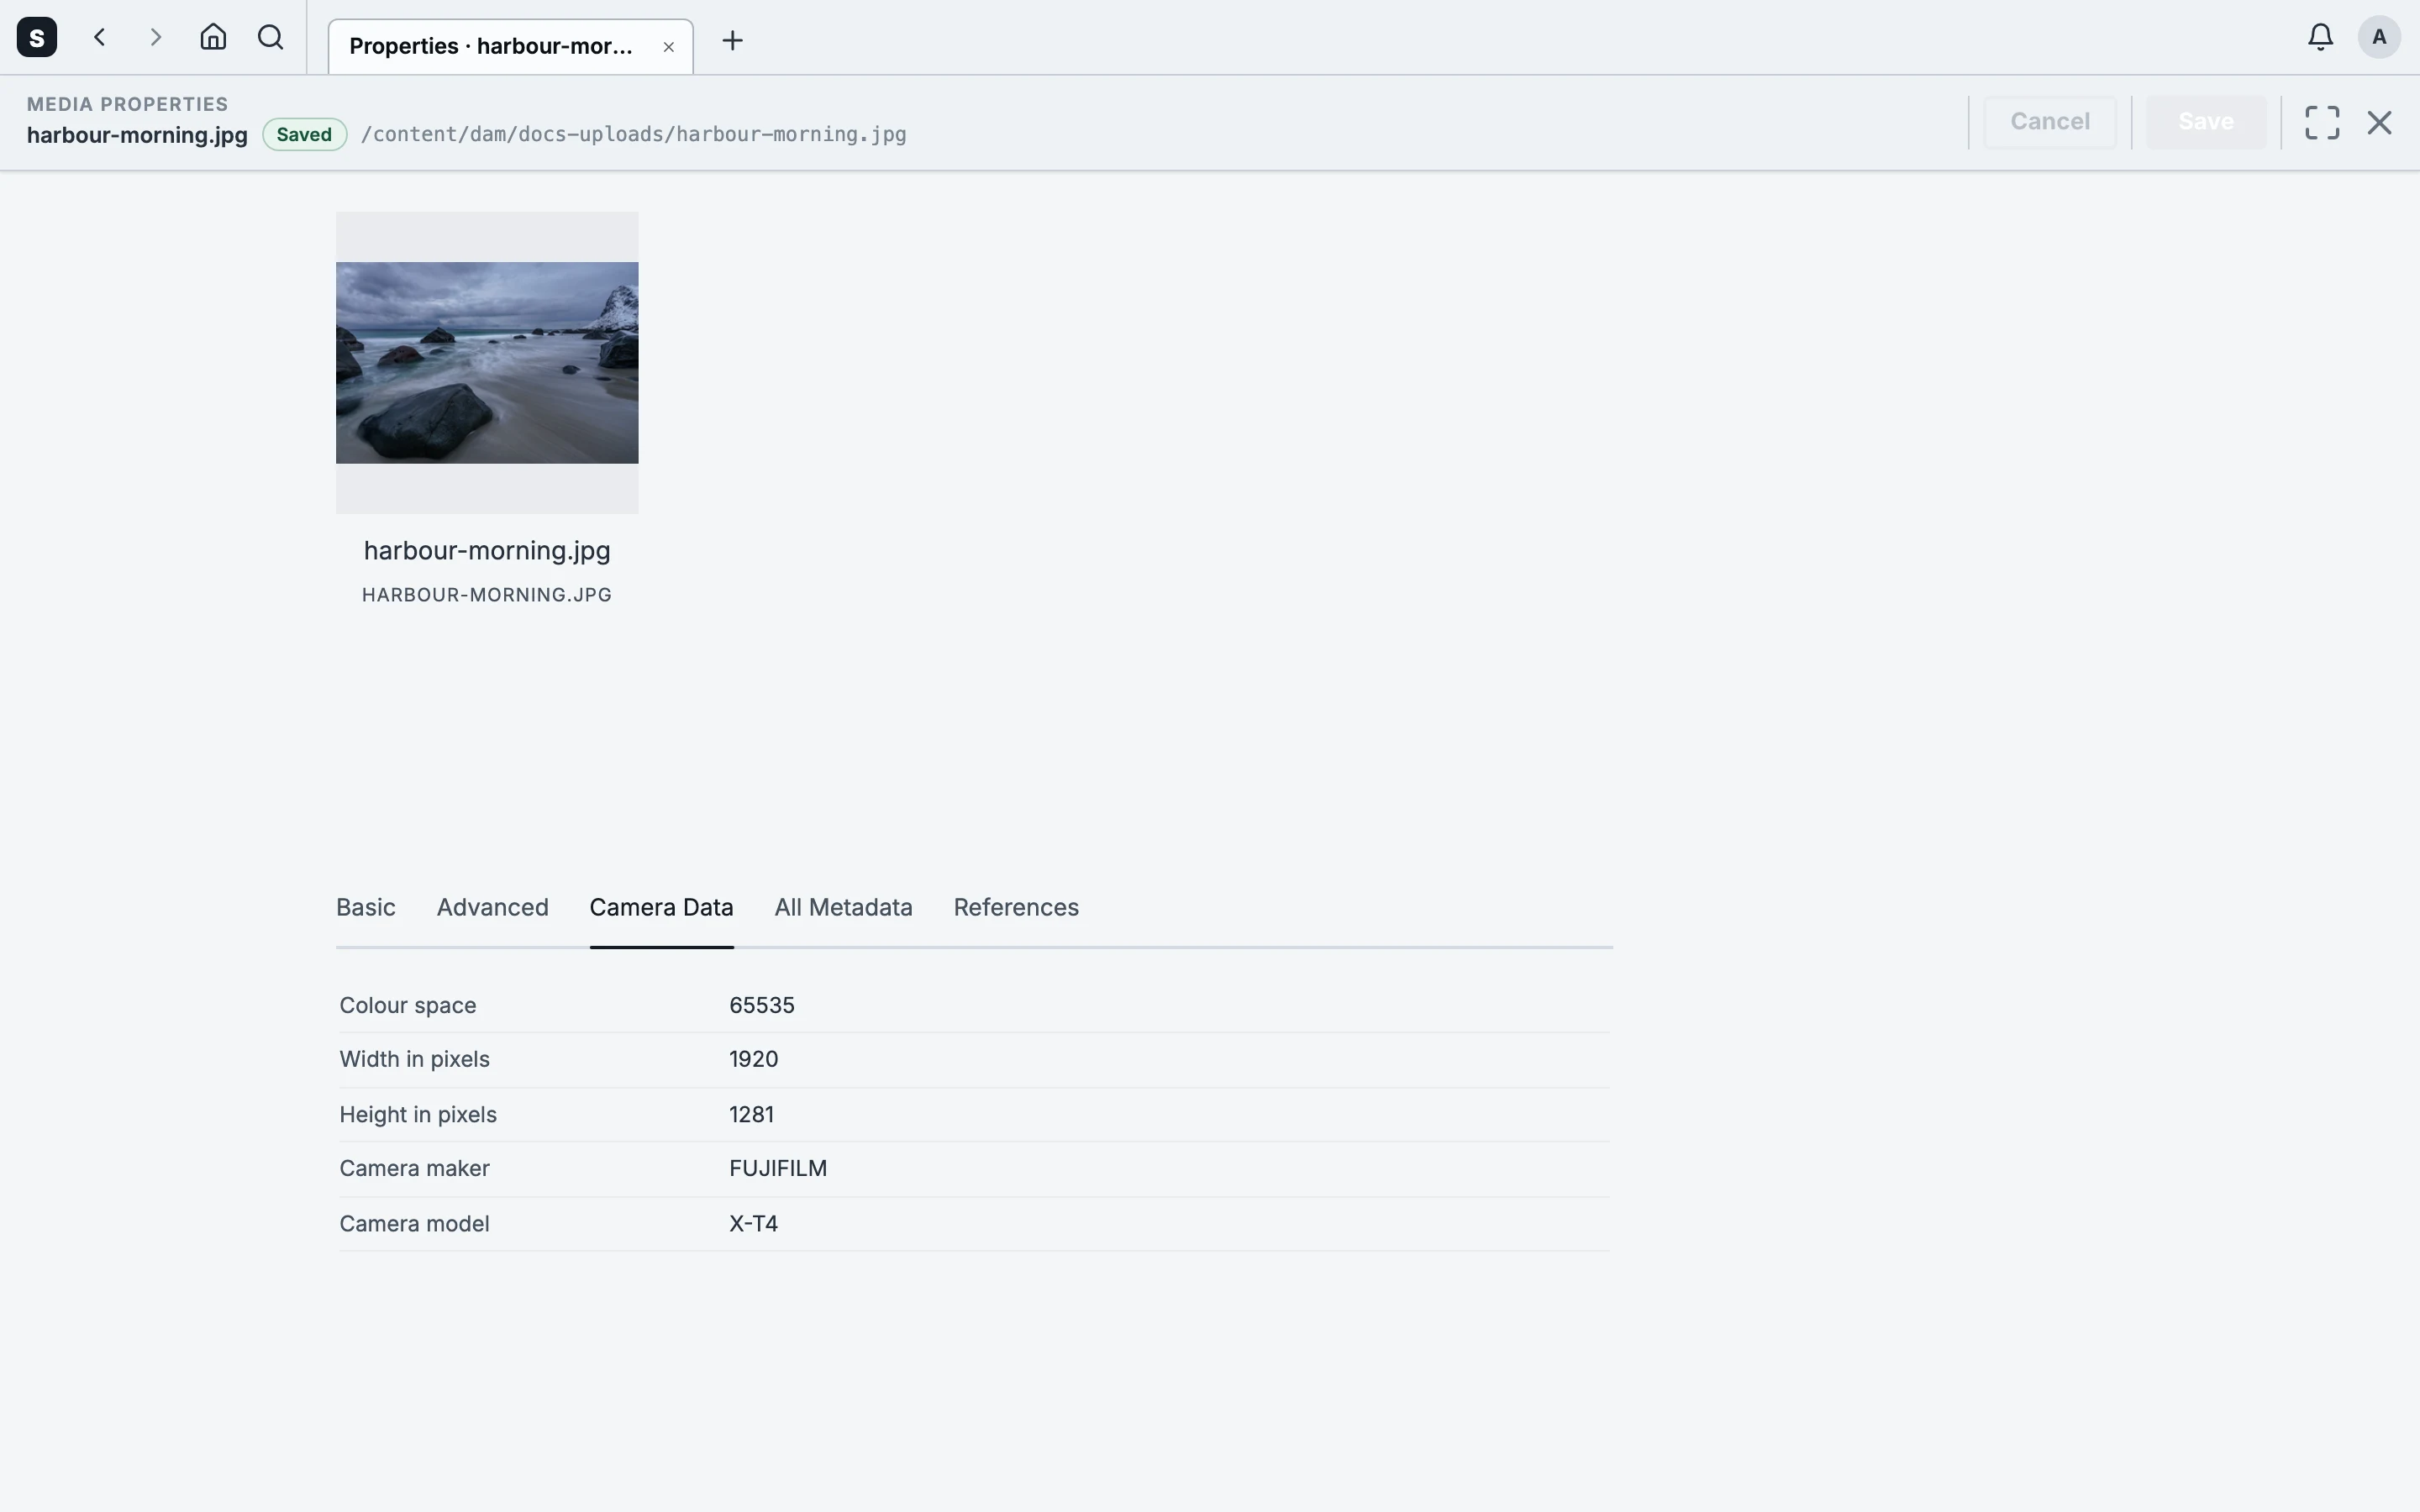 S
Properties · harbour-mor...
A
MEDIA PROPERTIES
harbour-morning.jpg Saved /content/dam/docs-uploads/harbour-morning.jpg
Cancel Save
harbour-morning.jpg
HARBOUR-MORNING.JPG
Basic Advanced Camera Data All Metadata References
Colour space 65535
Width in pixels 1920
Height in pixels 1281
Camera maker FUJIFILM
Camera model X-T4